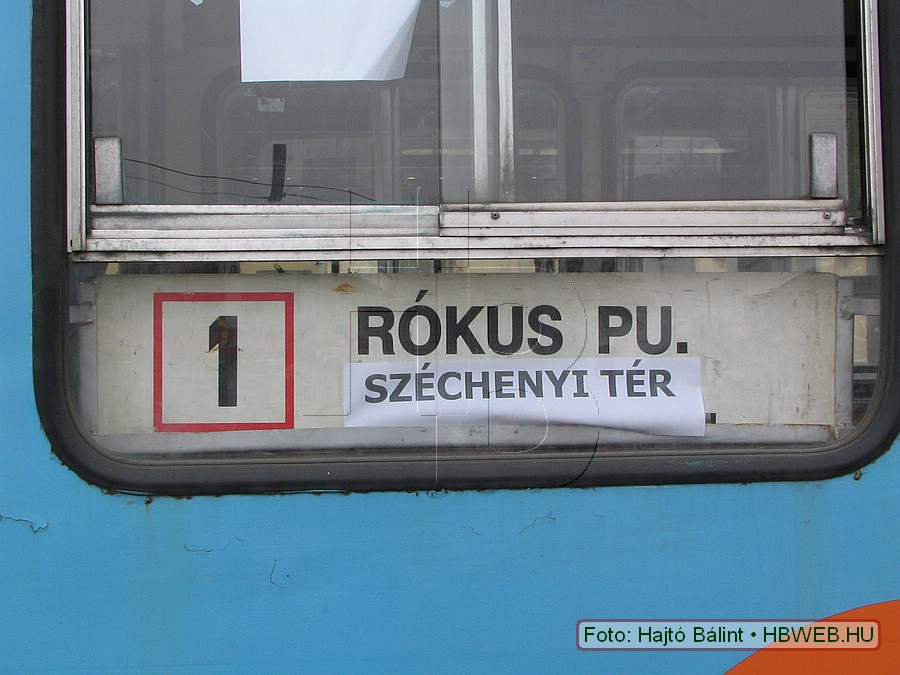 1
RÓKUS PU.
SZÉCHENYI TÉR
Foto: Hajtó Bálint • HBWEB.HU